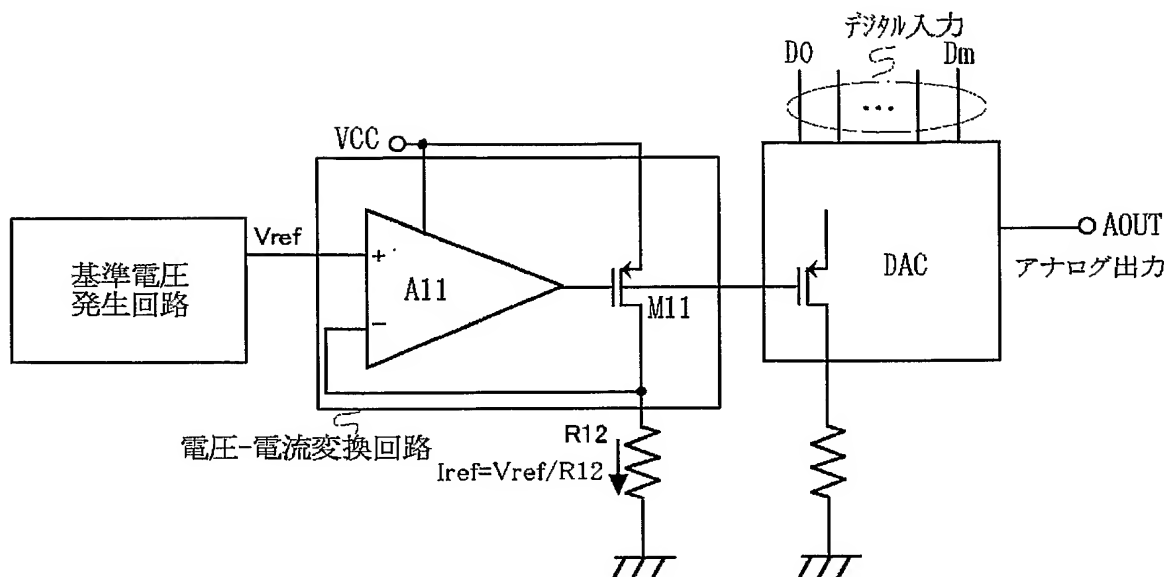 デジタル入力
D0
Dm
...
VCC
Vref
+
A11
−
M11
DAC
AOUT
アナログ出力
基準電圧
発生回路
電圧-電流変換回路
R12
Iref=Vref/R12